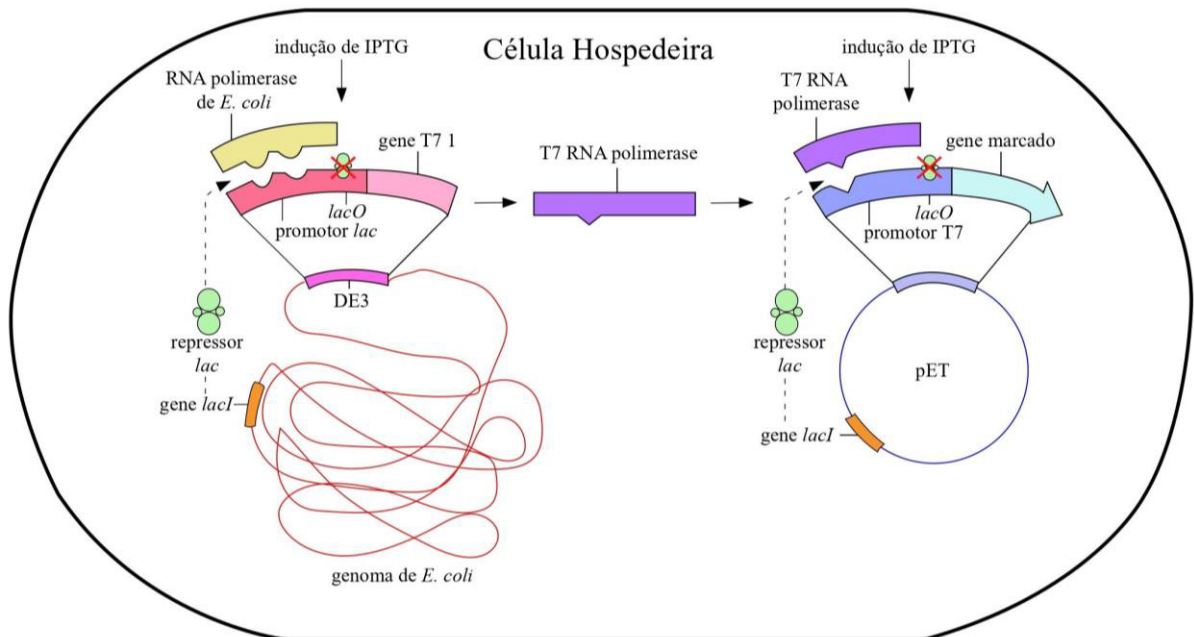 Célula Hospedeira
indução de IPTG
RNA polimerase
de E. coli
gene T7 1
lacO
promotor lac
DE3
repressor
lac
gene lacI
genoma de E. coli
T7 RNA polimerase
indução de IPTG
T7 RNA
polimerase
gene marcado
lacO
promotor T7
repressor
lac
pET
gene lacI